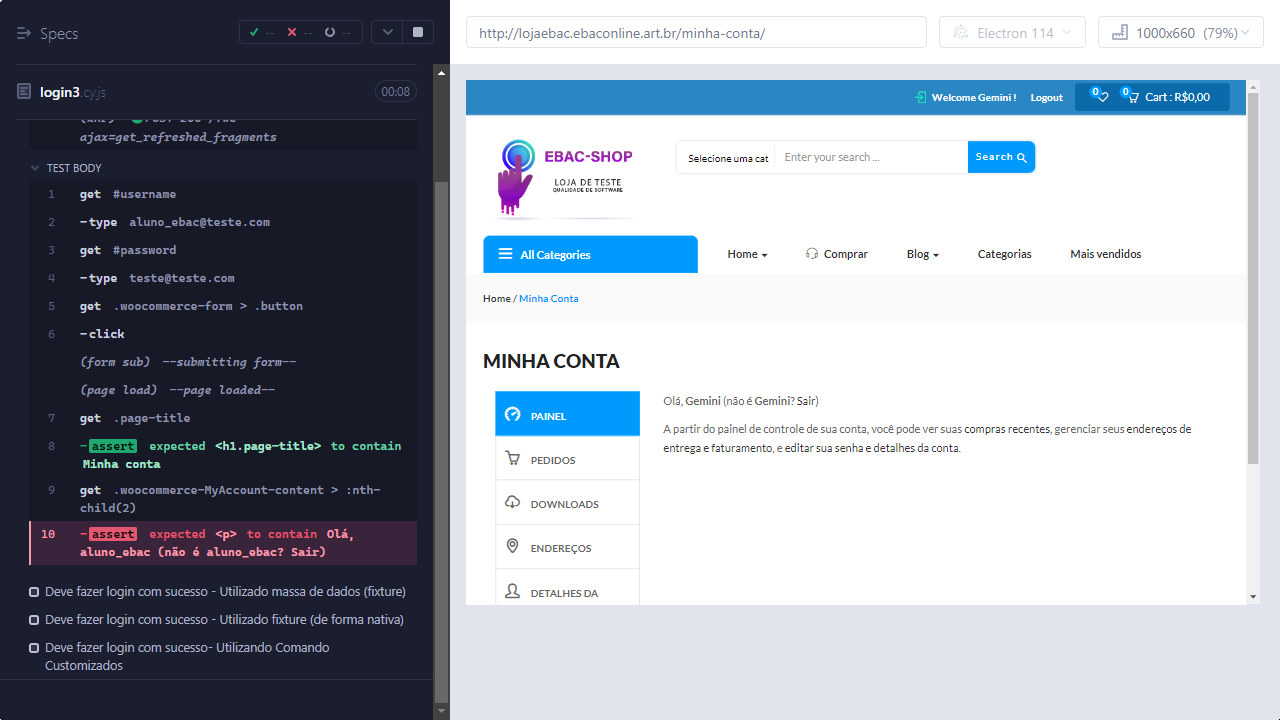 Specs
-- -- --
login3.cy.js
00:08
ajax=get_refreshed_fragments
TEST BODY
1 get #username
2 -type aluno_ebac@teste.com
3 get #password
4 -type teste@teste.com
5 get .woocommerce-form > .button
6 -click
(form sub) --submitting form--
(page load) --page loaded--
7 get .page-title
8 -assert expected <h1.page-title> to contain
Minha conta
9 get .woocommerce-MyAccount-content > :nth-
child(2)
10 -assert expected <p> to contain Olá,
aluno_ebac (não é aluno_ebac? Sair)
Deve fazer login com sucesso - Utilizado massa de dados (fixture)
Deve fazer login com sucesso - Utilizado fixture (de forma nativa)
Deve fazer login com sucesso- Utilizando Comando
Customizados
http://lojaebac.ebaconline.art.br/minha-conta/
Electron 114
1000x660 (79%)
Welcome Gemini !
Logout
0
0
Cart : R$0,00
EBAC-SHOP
LOJA DE TESTE
QUALIDADE DE SOFTWARE
Selecione uma cat
Enter your search ...
Search
All Categories
Home
Comprar
Blog
Categorias
Mais vendidos
Home / Minha Conta
MINHA CONTA
PAINEL
PEDIDOS
DOWNLOADS
ENDEREÇOS
DETALHES DA
Olá, Gemini (não é Gemini? Sair)
A partir do painel de controle de sua conta, você pode ver suas compras recentes, gerenciar seus endereços de
entrega e faturamento, e editar sua senha e detalhes da conta.